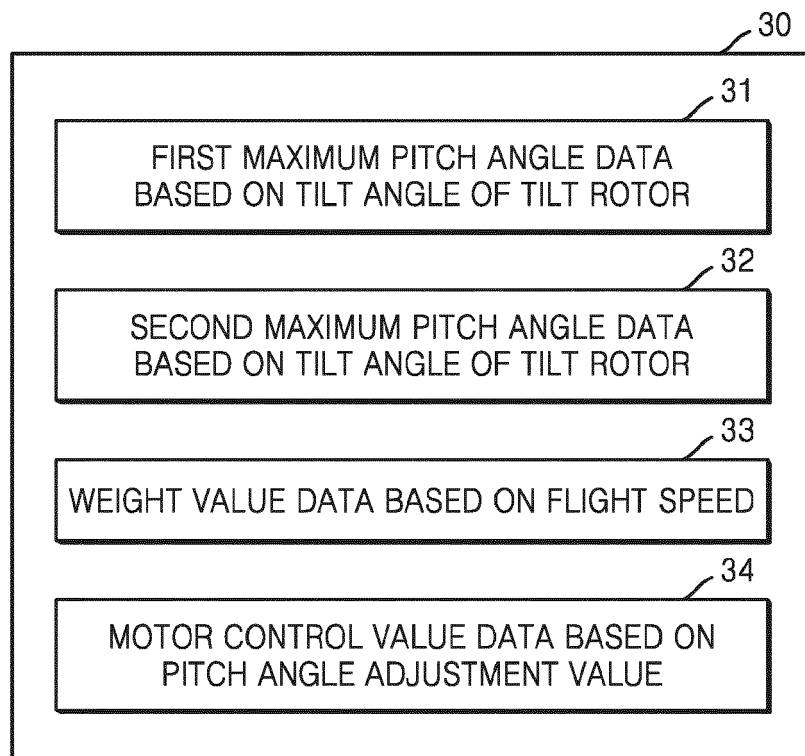 30
31
FIRST MAXIMUM PITCH ANGLE DATA
BASED ON TILT ANGLE OF TILT ROTOR
32
SECOND MAXIMUM PITCH ANGLE DATA
BASED ON TILT ANGLE OF TILT ROTOR
33
WEIGHT VALUE DATA BASED ON FLIGHT SPEED
34
MOTOR CONTROL VALUE DATA BASED ON
PITCH ANGLE ADJUSTMENT VALUE